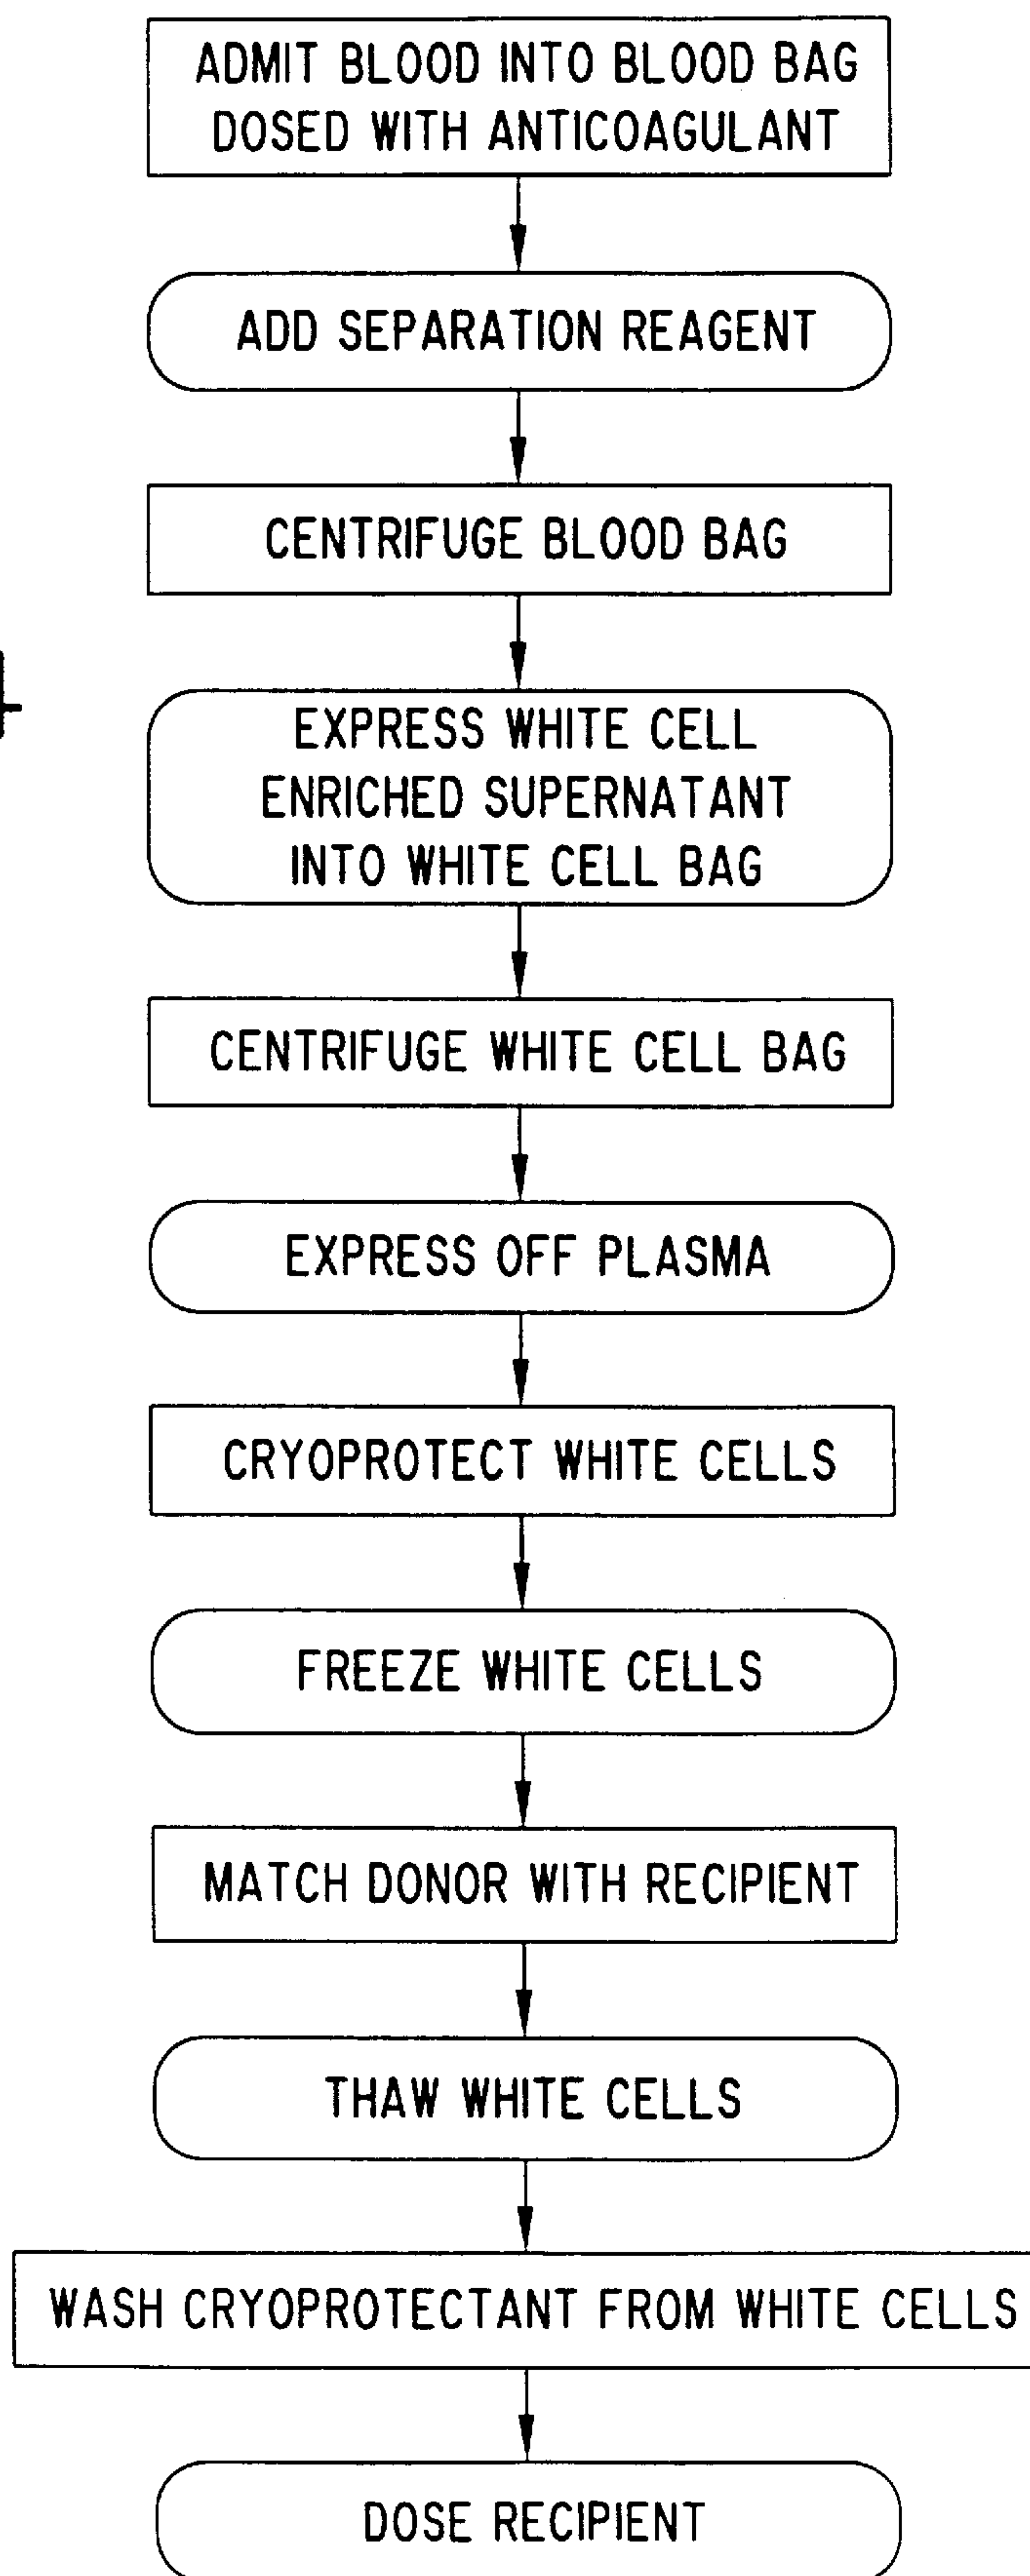 ADMIT BLOOD INTO BLOOD BAG
DOSED WITH ANTICOAGULANT
ADD SEPARATION REAGENT
CENTRIFUGE BLOOD BAG
EXPRESS WHITE CELL
ENRICHED SUPERNATANT
INTO WHITE CELL BAG
CENTRIFUGE WHITE CELL BAG
EXPRESS OFF PLASMA
CRYOPROTECT WHITE CELLS
FREEZE WHITE CELLS
MATCH DONOR WITH RECIPIENT
THAW WHITE CELLS
WASH CRYOPROTECTANT FROM WHITE CELLS
DOSE RECIPIENT